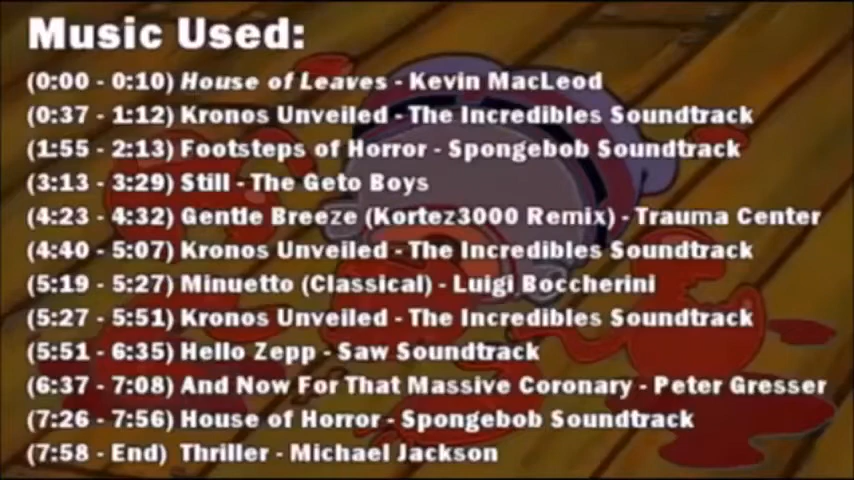 Music Used:
(0:00 - 0:10) House of Leaves - Kevin MacLeod
(0:37 - 1:12) Kronos Unveiled - The Incredibles Soundtrack
(1:55 - 2:13) Footsteps of Horror - Spongebob Soundtrack
(3:13 - 3:29) Still - The Geto Boys
(4:23 - 4:32) Gentle Breeze (Kortez3000 Remix) - Trauma Center
(4:40 - 5:07) Kronos Unveiled - The Incredibles Soundtrack
(5:19 - 5:27) Minuetto (Classical) - Luigi Boccherini
(5:27 - 5:51) Kronos Unveiled - The Incredibles Soundtrack
(5:51 - 6:35) Hello Zepp - Saw Soundtrack
(6:37 - 7:08) And Now For That Massive Coronary - Peter Gresser
(7:26 - 7:56) House of Horror - Spongebob Soundtrack
(7:58 - End) Thriller - Michael Jackson